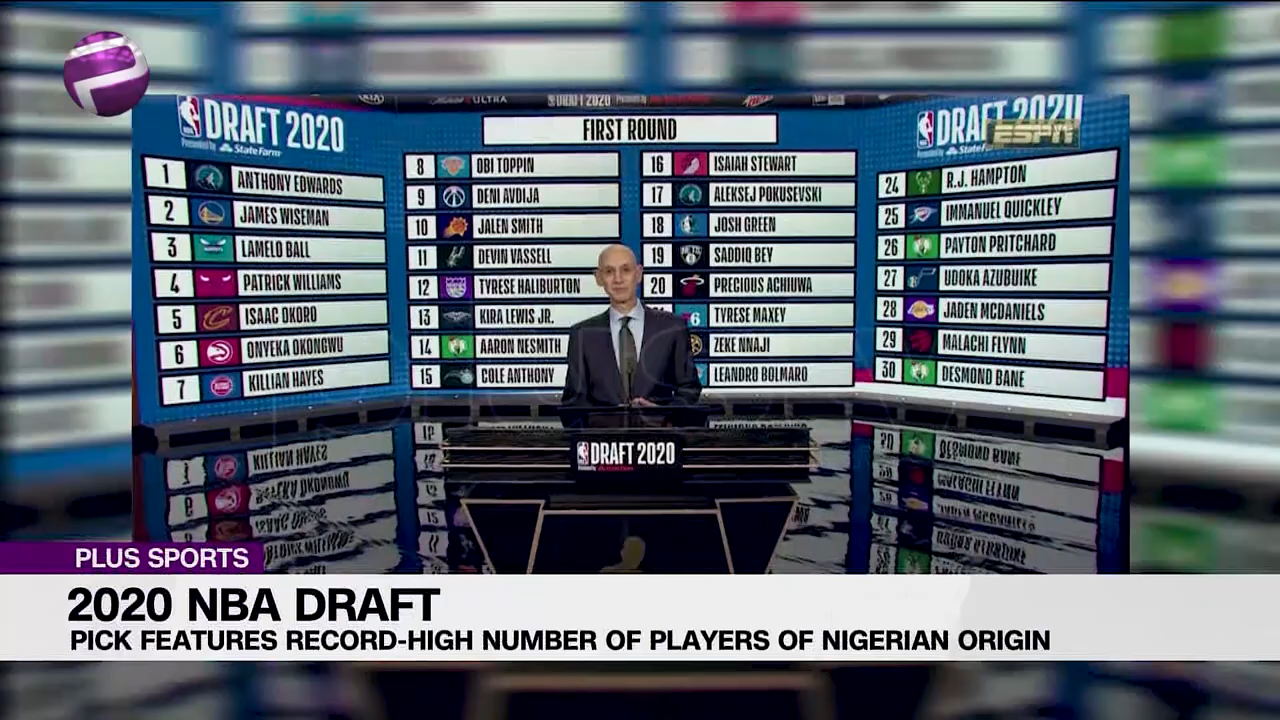 DRAFT 2020
Presented by StateFarm
FIRST ROUND
DRAFT 2020
ESPN
1 ANTHONY EDWARDS
2 JAMES WISEMAN
3 LAMELO BALL
4 PATRICK WILLIAMS
5 ISAAC OKORO
6 ONYEKA OKONGWU
7 KILLIAN HAYES
8 OBI TOPPIN
9 DENI AVDIJA
10 JALEN SMITH
11 DEVIN VASSELL
12 TYRESE HALIBURTON
13 KIRA LEWIS JR.
14 AARON NESMITH
15 COLE ANTHONY
16 ISAIAH STEWART
17 ALEKSEJ POKUSEVSKI
18 JOSH GREEN
19 SADDIQ BEY
20 PRECIOUS ACHIUWA
TYRESE MAXEY
ZEKE NNAJI
LEANDRO BOLMARO
24 R.J. HAMPTON
25 IMMANUEL QUICKLEY
26 PAYTON PRITCHARD
27 UDOKA AZUBUIKE
28 JADEN MCDANIELS
29 MALACHI FLYNN
30 DESMOND BANE
DRAFT 2020
PLUS SPORTS
2020 NBA DRAFT
PICK FEATURES RECORD-HIGH NUMBER OF PLAYERS OF NIGERIAN ORIGIN